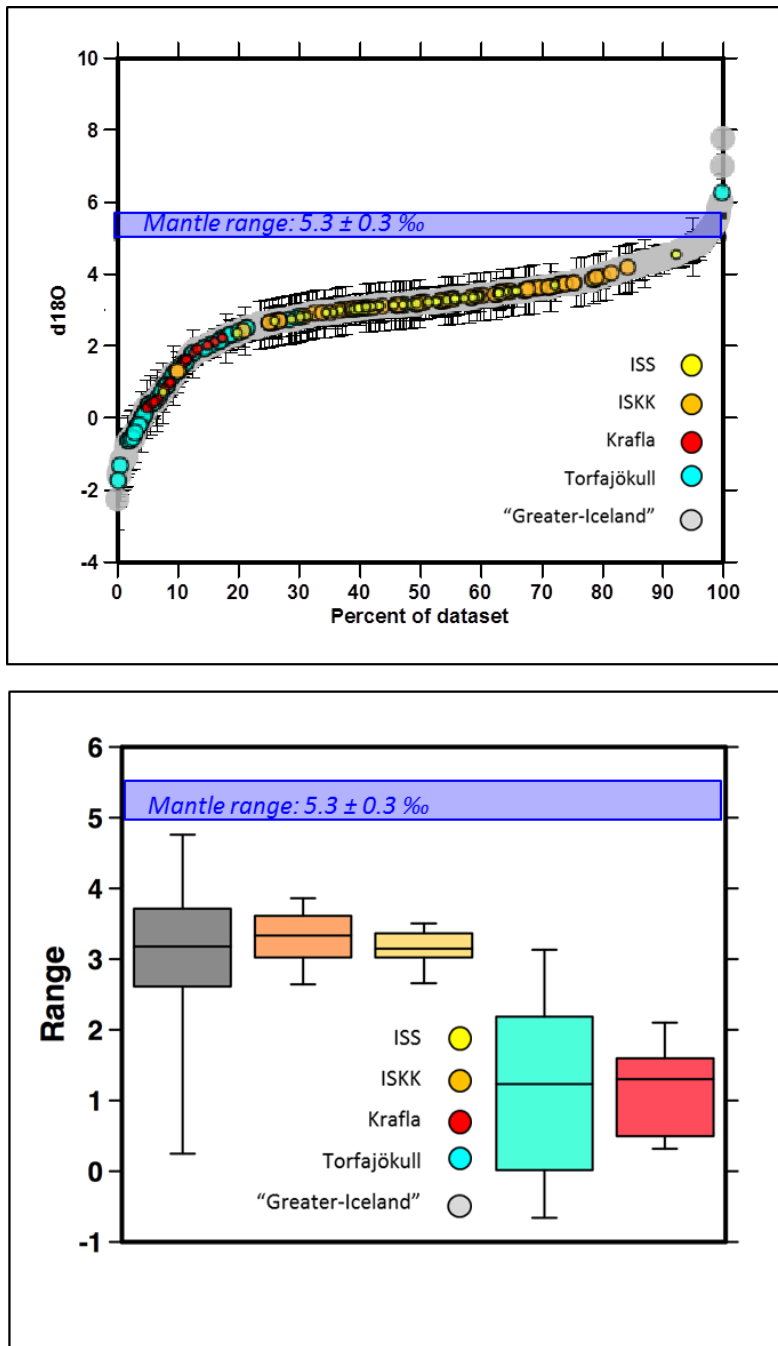 10
8
6
Mantle range: 5.3 ± 0.3 ‰
4
d18O
2
ISS
ISKK
0
Krafla
Torfajökull
-2
"Greater-Iceland"
-4
0 10 20 30 40 50 60 70 80 90 100
Percent of dataset
6
Mantle range: 5.3 ± 0.3 ‰
5
4
Range
3
2
ISS
ISKK
1
Krafla
Torfajökull
0
"Greater-Iceland"
-1